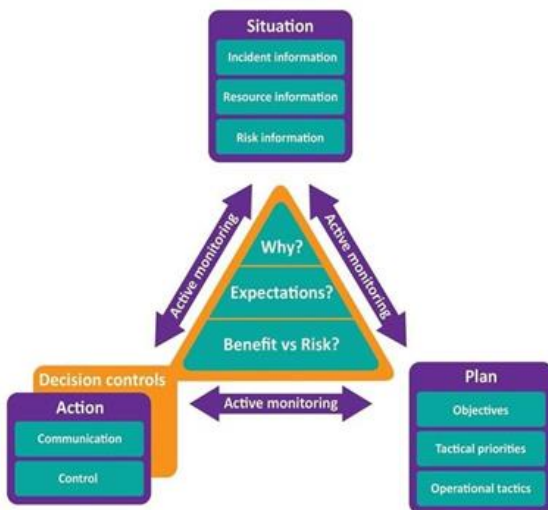 Situation
Incident information
Resource information
Risk information
Active monitoring
Active monitoring
Why?
Expectations?
Benefit vs Risk?
Decision controls
Action
Communication
Control
Active monitoring
Plan
Objectives
Tactical priorities
Operational tactics